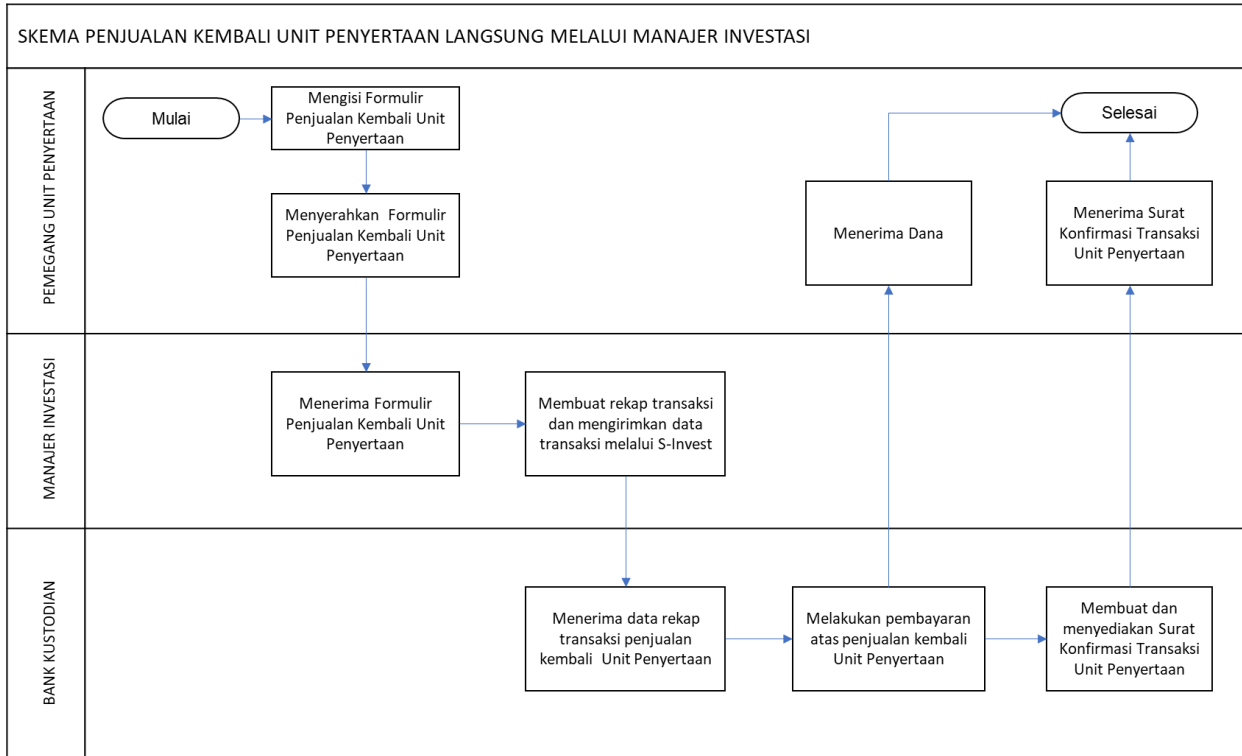 SKEMA PENJUALAN KEMBALI UNIT PENYERTAAN LANGSUNG MELALUI MANAJER INVESTASI
PEMEGANG UNIT PENYERTAAN
Mulai
Mengisi Formulir
Penjualan Kembali Unit
Penyertaan
Selesai
Menyerahkan Formulir
Penjualan Kembali Unit
Penyertaan
Menerima Dana
Menerima Surat
Konfirmasi Transaksi
Unit Penyertaan
MANAJER INVESTASI
Menerima Formulir
Penjualan Kembali Unit
Penyertaan
Membuat rekap transaksi
dan mengirimkan data
transaksi melalui S-Invest
BANK KUSTODIAN
Menerima data rekap
transaksi penjualan
kembali Unit Penyertaan
Melakukan pembayaran
atas penjualan kembali
Unit Penyertaan
Membuat dan
menyediakan Surat
Konfirmasi Transaksi
Unit Penyertaan